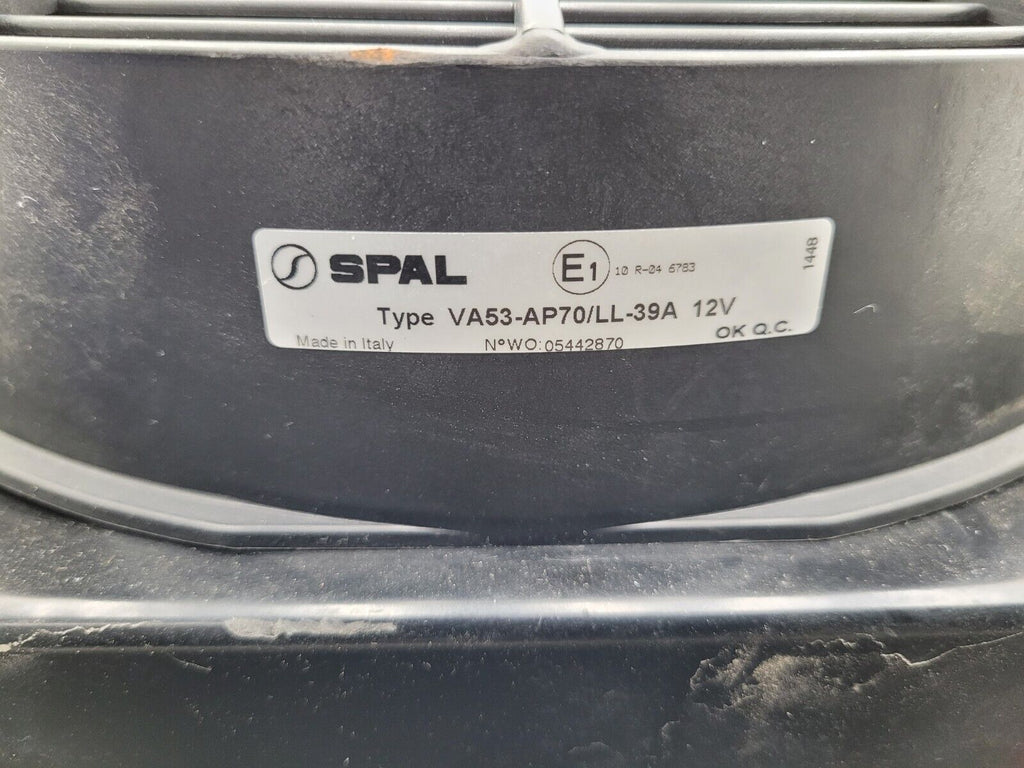 SPAL E1 10 R-04 6783
1448
Type VA53-AP70/LL-39A 12V
Made in Italy N°WO:05442870 OK Q.C.